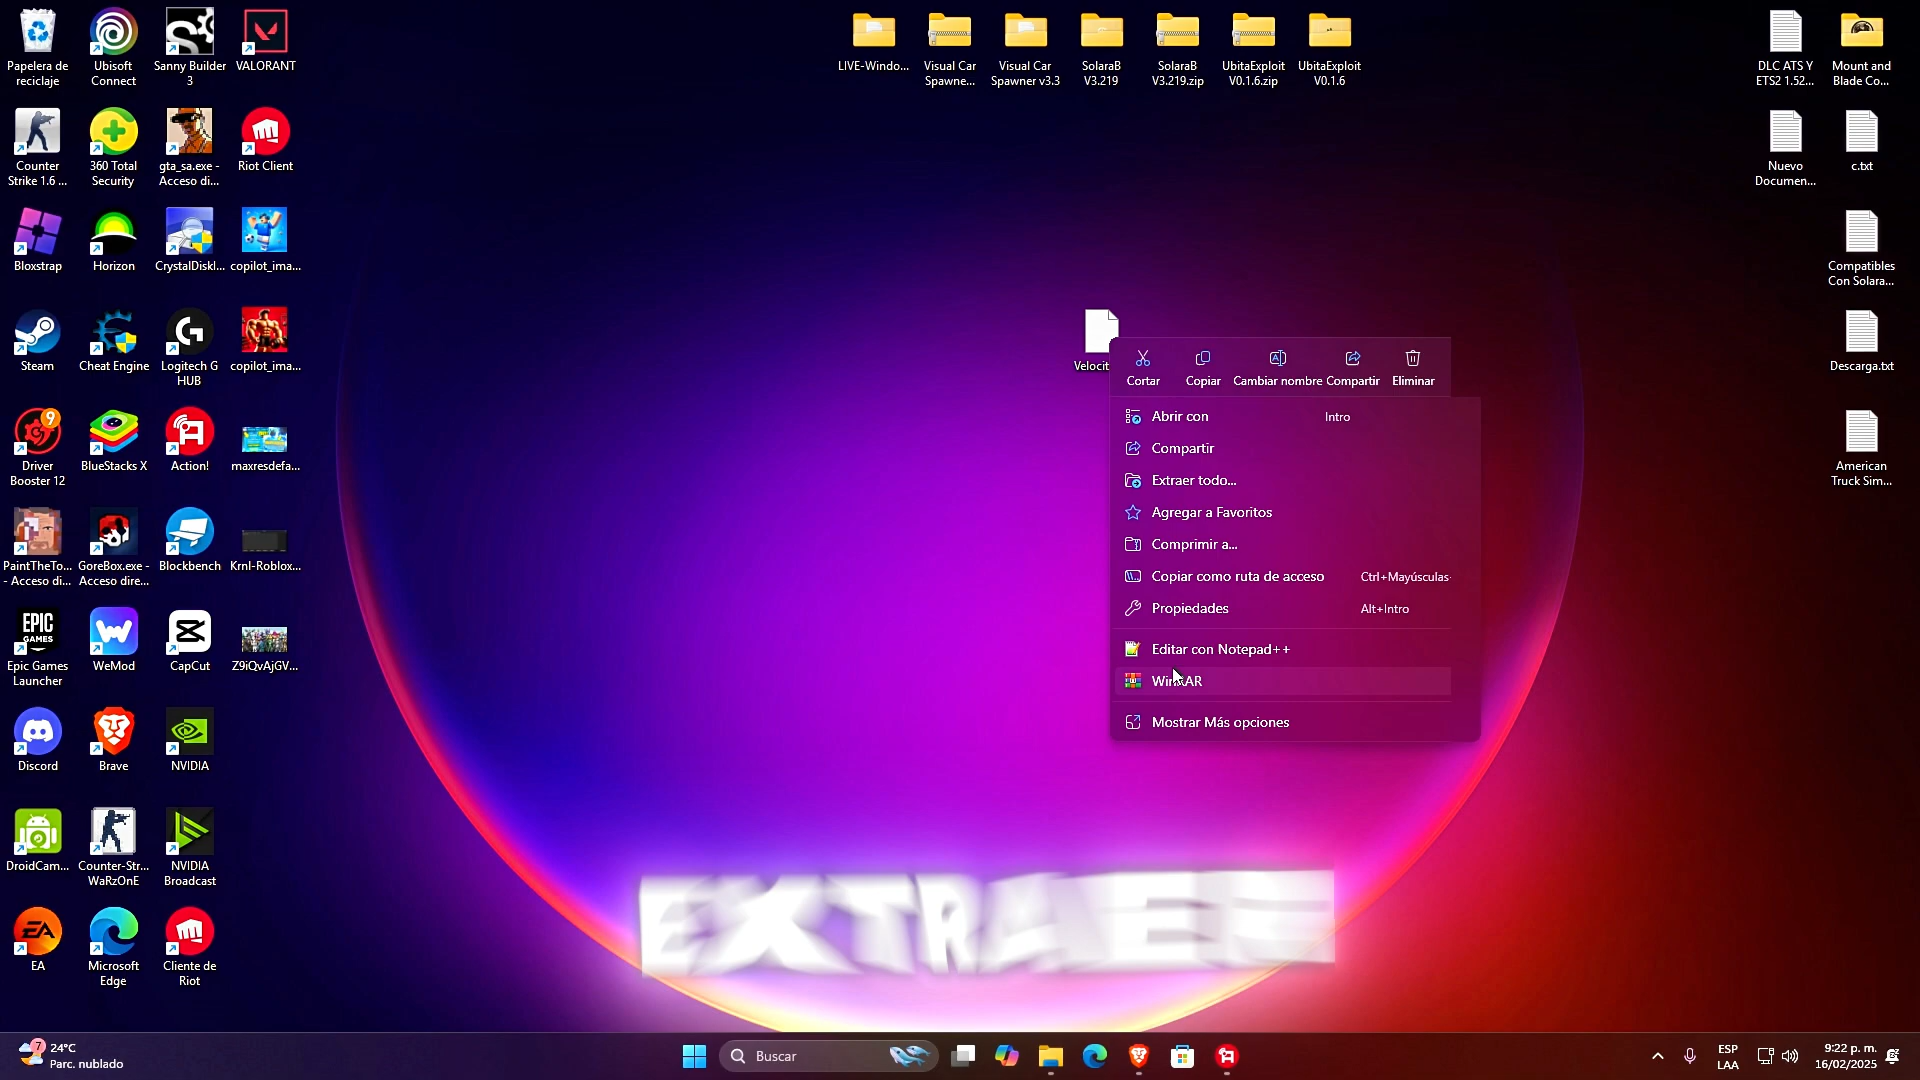 Papelera de
reciclaje
Ubisoft
Connect
Sanny Builder
3
VALORANT
LIVE-Windo...
Visual Car
Spawne...
Visual Car
Spawner v3.3
SolaraB
V3.219
SolaraB
V3.219.zip
UbitaExploit
V0.1.6.zip
UbitaExploit
V0.1.6
DLC ATS Y
ETS2 1.52...
Mount and
Blade Co...
Counter
Strike 1.6 ...
360 Total
Security
gta_sa.exe -
Acceso di...
Riot Client
Nuevo
Documen...
c.txt
Bloxstrap
Horizon
CrystalDiskI...
copilot_ima...
Compatibles
Con Solara...
Steam
Cheat Engine
Logitech G
HUB
copilot_ima...
Velocit
Descarga.txt
Cortar
Copiar
Cambiar nombre
Compartir
Eliminar
Abrir con
Intro
Compartir
Extraer todo...
Agregar a Favoritos
Comprimir a...
Copiar como ruta de acceso
Ctrl+Mayúsculas
Propiedades
Alt+Intro
Editar con Notepad++
WinRAR
Mostrar Más opciones
9
Driver
Booster 12
BlueStacks X
Action!
maxresdefa...
American
Truck Sim...
PaintTheTo...
- Acceso di...
GoreBox.exe -
Acceso dire...
Blockbench
Krnl-Roblox...
EPIC
GAMES
Epic Games
Launcher
WeMod
CapCut
Z9iQvAjGV...
Discord
Brave
NVIDIA
DroidCam...
Counter-Str...
WaRzOnE
NVIDIA
Broadcast
EA
EA
Microsoft
Edge
Cliente de
Riot
EXTRAEE
7
24°C
Parc. nublado
Buscar
ESP
LAA
9:22 p. m.
16/02/2025